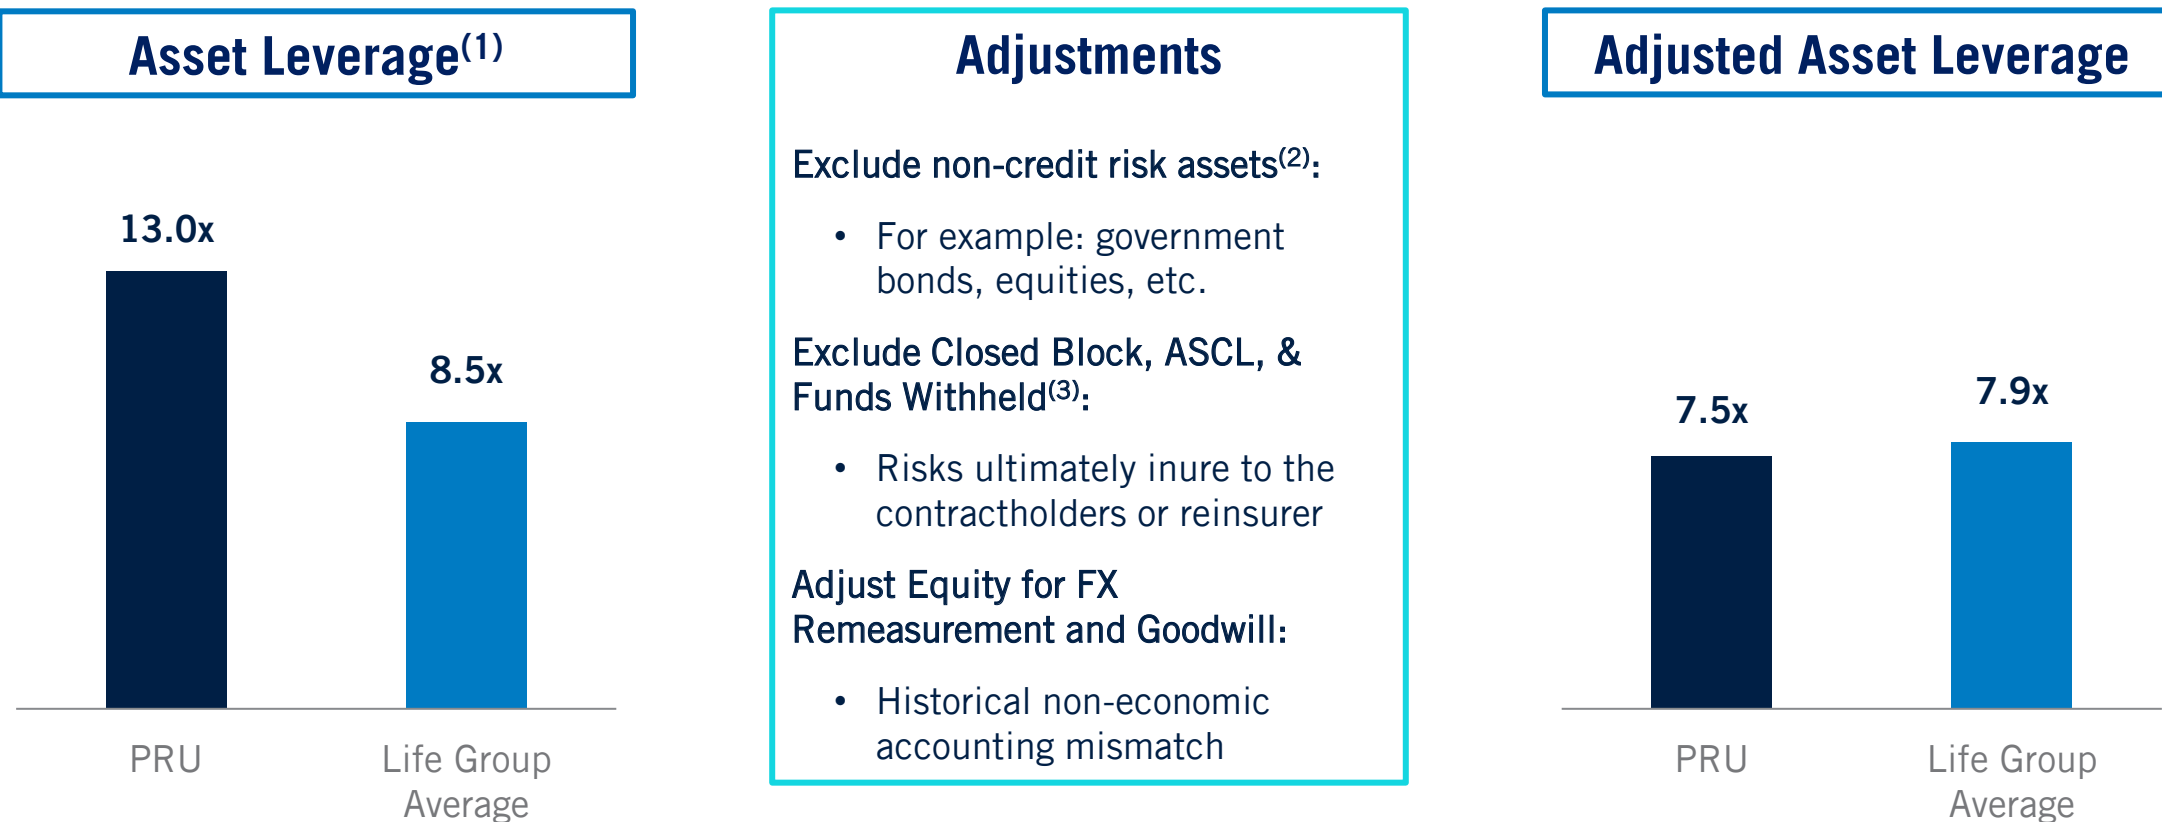 Asset Leverage(1)
13.0x
8.5x
PRU
Life Group
Average
Adjustments
Exclude non-credit risk assets(2):
• For example: government
bonds, equities, etc.
Exclude Closed Block, ASCL, &
Funds Withheld(3):
• Risks ultimately inure to the
contractholders or reinsurer
Adjust Equity for FX
Remeasurement and Goodwill:
• Historical non-economic
accounting mismatch
Adjusted Asset Leverage
7.5x
7.9x
PRU
Life Group
Average